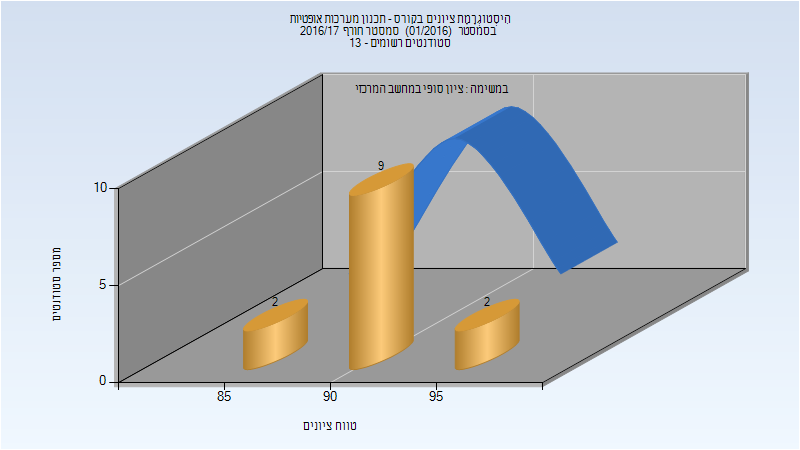 היסטוגרמת ציונים בקורס - תכנון מערכות אופטיות
בסמסטר (01/2016) סמסטר חורף 2016/17
סטודנטים רשומים - 13
במשימה : ציון סופי במחשב המרכזי
9
2
2
10
5
0
מספר סטודנטים
85
90
95
טווח ציונים